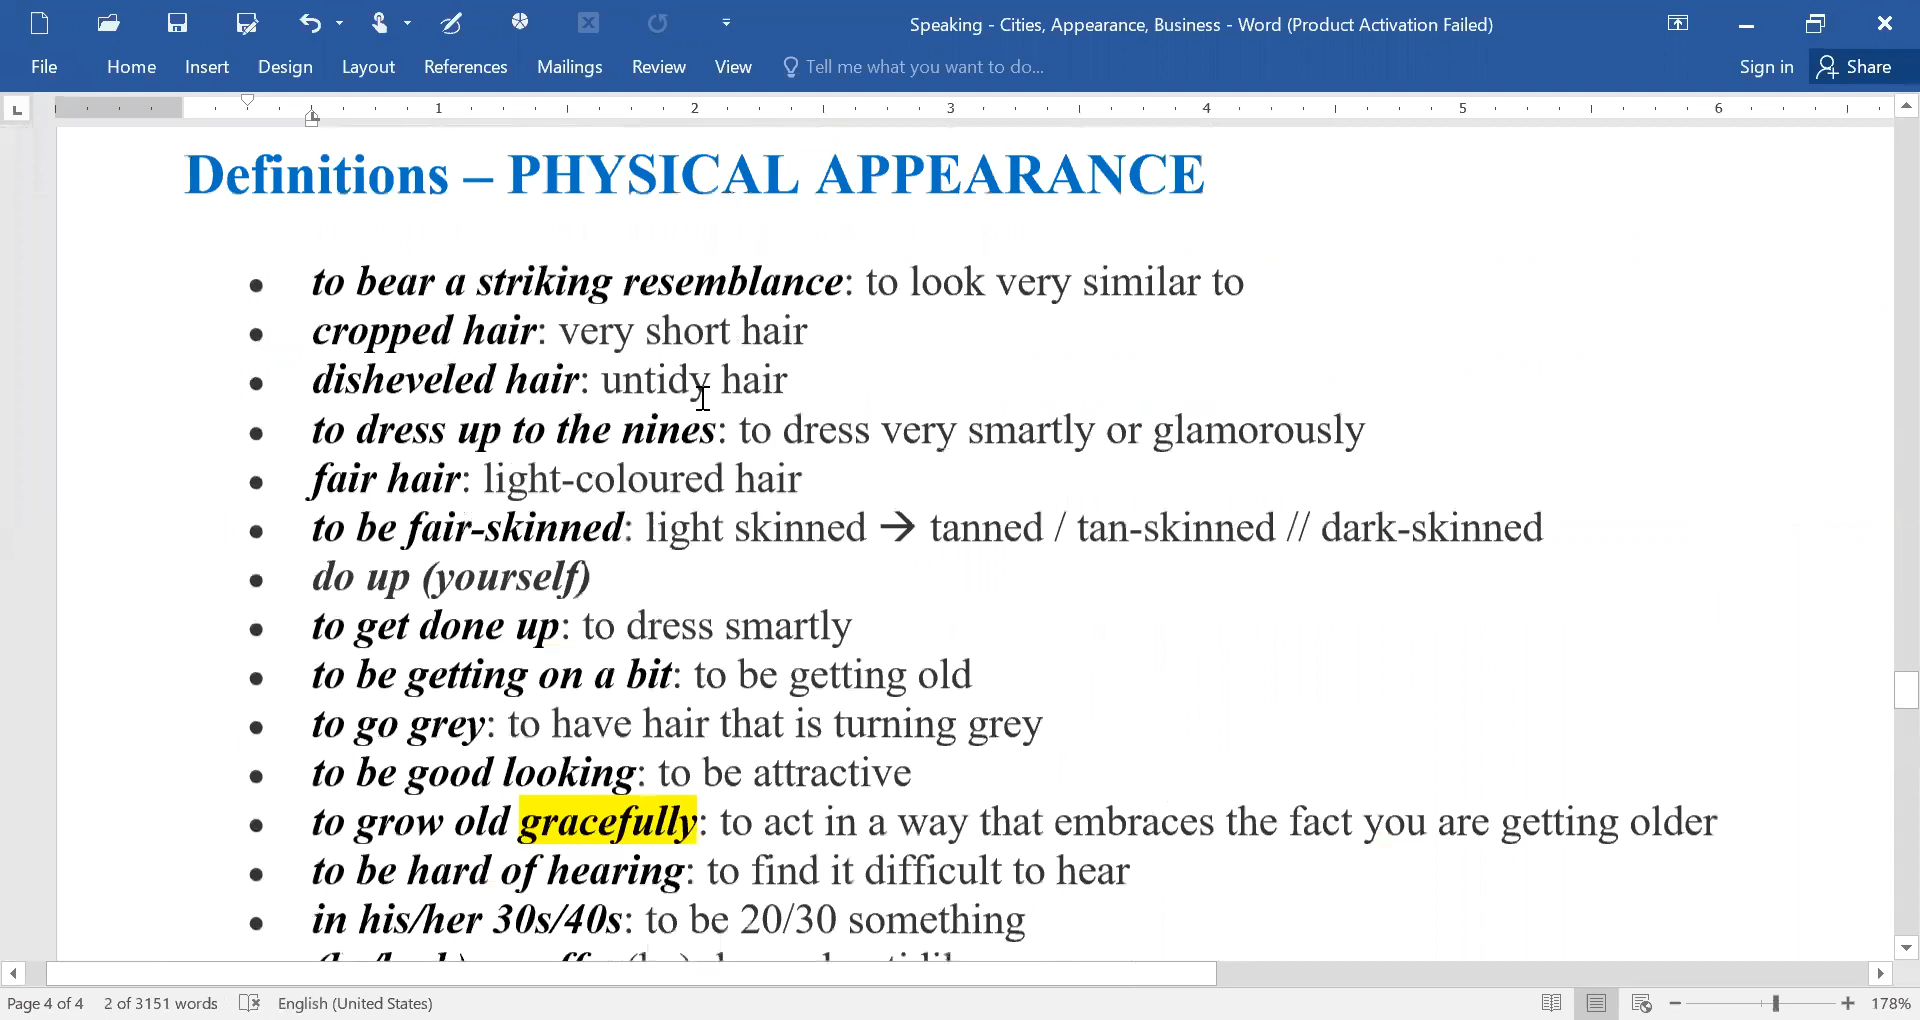 Speaking - Cities, Appearance, Business - Word (Product Activation Failed)
File Home Insert Design Layout References Mailings Review View Tell me what you want to do... Sign in Share
1 2 3 4 5 6
Definitions – PHYSICAL APPEARANCE
• to bear a striking resemblance: to look very similar to
• cropped hair: very short hair
• disheveled hair: untidy hair
• to dress up to the nines: to dress very smartly or glamorously
• fair hair: light-coloured hair
• to be fair-skinned: light skinned → tanned / tan-skinned // dark-skinned
• do up (yourself)
• to get done up: to dress smartly
• to be getting on a bit: to be getting old
• to go grey: to have hair that is turning grey
• to be good looking: to be attractive
• to grow old gracefully: to act in a way that embraces the fact you are getting older
• to be hard of hearing: to find it difficult to hear
• in his/her 30s/40s: to be 20/30 something
Page 4 of 4 2 of 3151 words English (United States) 178%